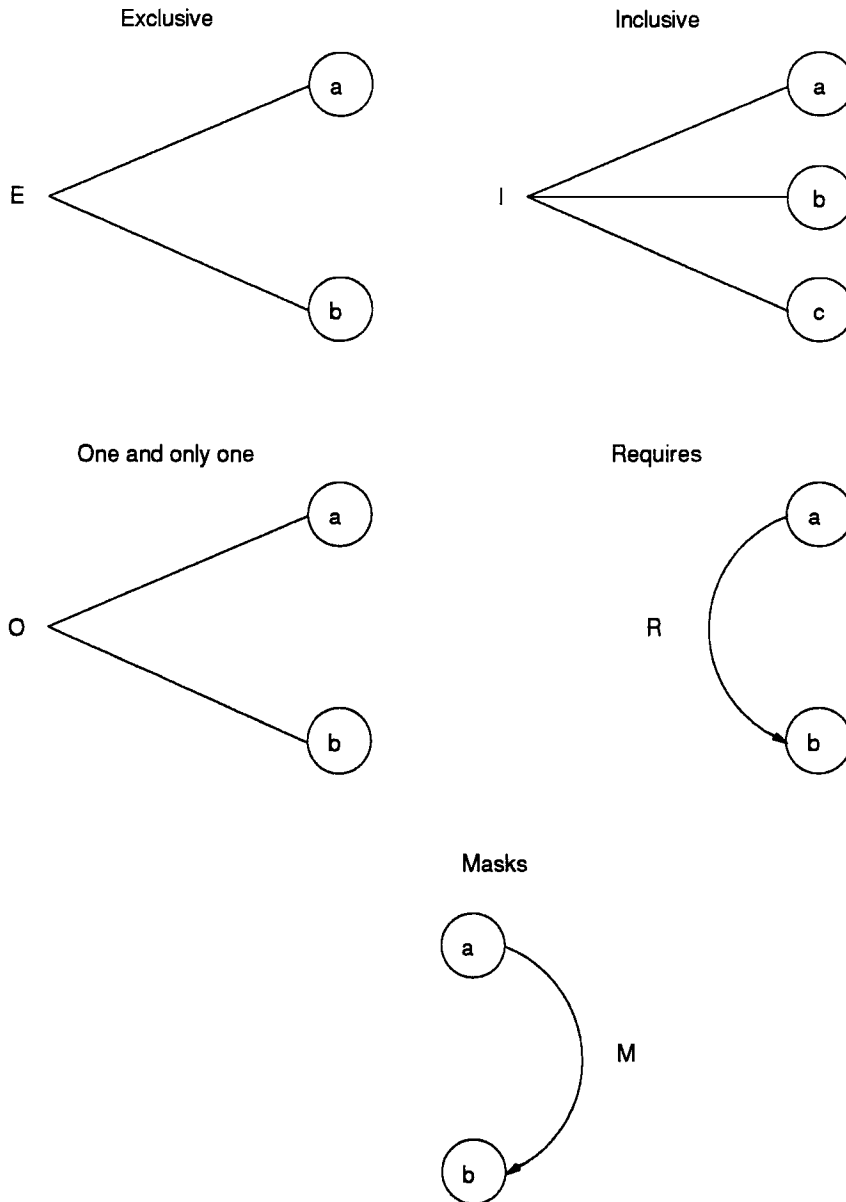 Exclusive
a
E
b
Inclusive
a
I
b
c
One and only one
a
O
b
Requires
a
R
b
Masks
a
M
b